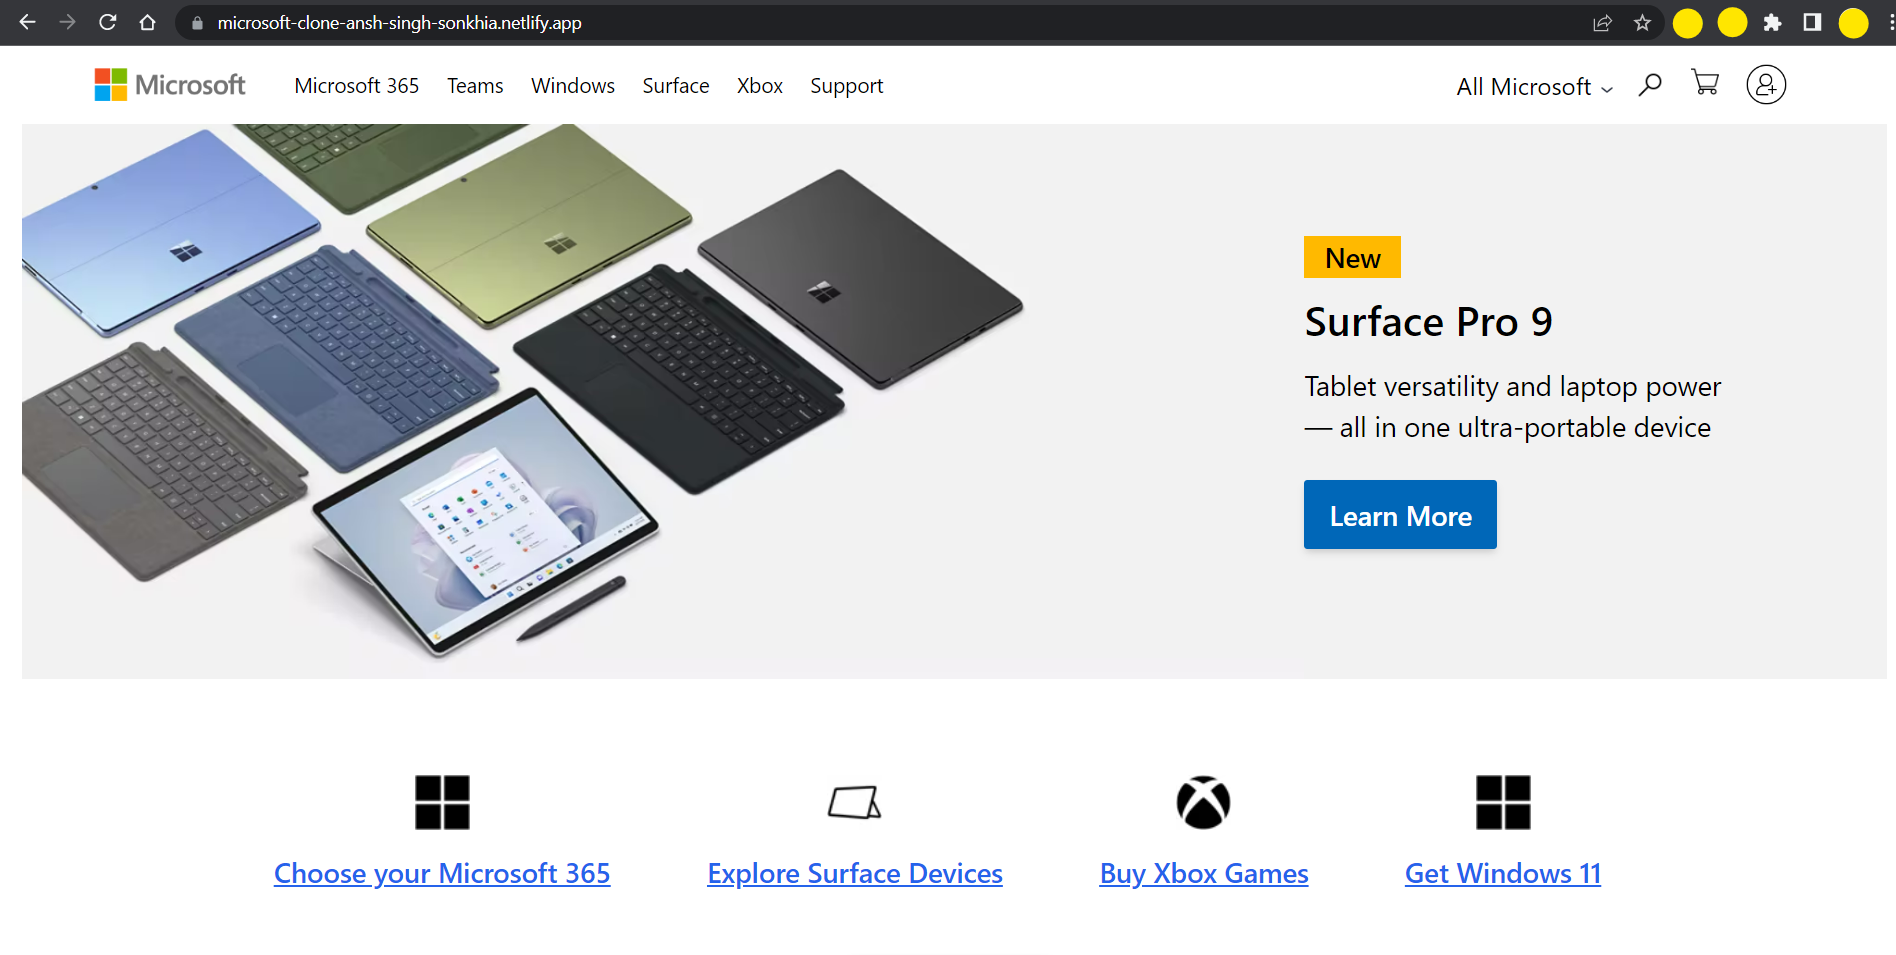 microsoft-clone-ansh-singh-sonkhia.netlify.app
Microsoft
Microsoft 365
Teams
Windows
Surface
Xbox
Support
All Microsoft
New
Surface Pro 9
Tablet versatility and laptop power
— all in one ultra-portable device
Learn More
Choose your Microsoft 365
Explore Surface Devices
Buy Xbox Games
Get Windows 11